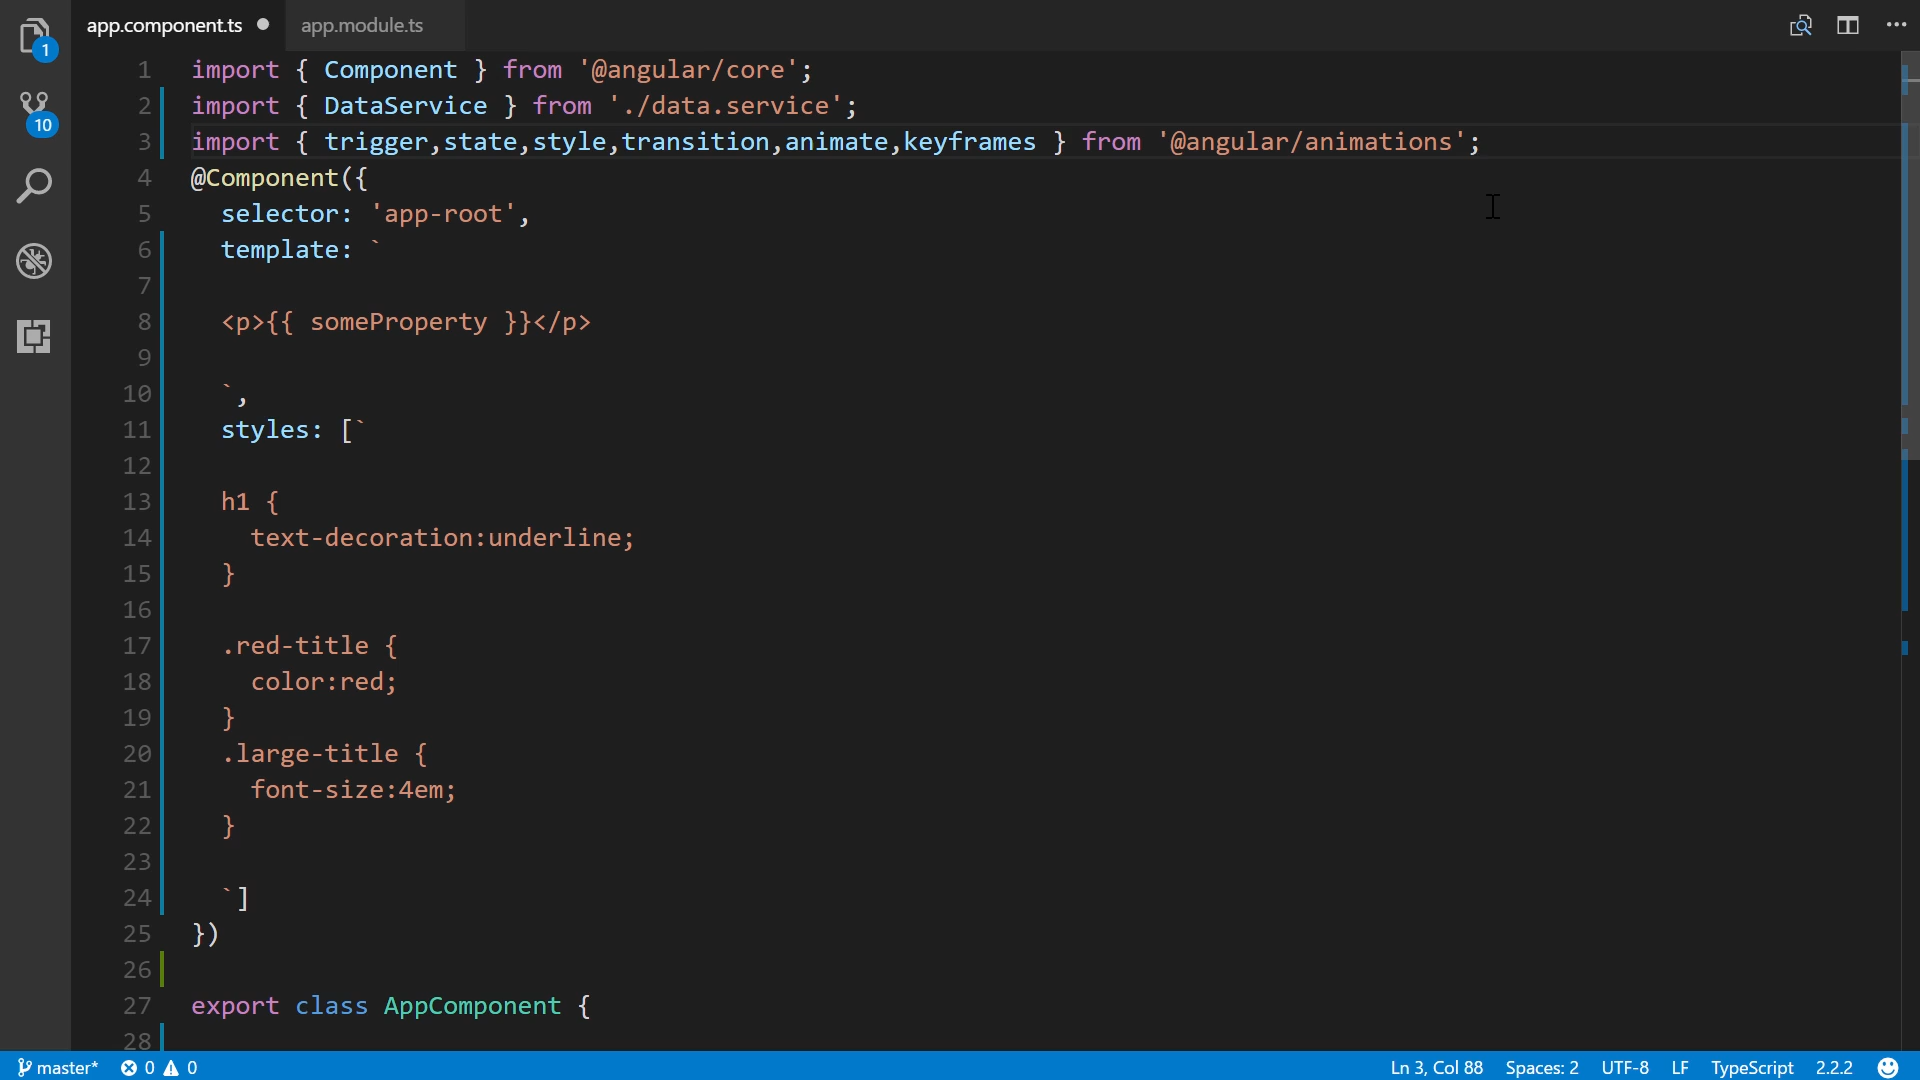 app.component.ts
app.module.ts
1
10
1 import { Component } from '@angular/core';
2 import { DataService } from './data.service';
3 import { trigger,state,style,transition,animate,keyframes } from '@angular/animations';
4 @Component({
5   selector: 'app-root',
6   template: `
7
8   <p>{{ someProperty }}</p>
9
10   `,
11   styles: [`
12
13   h1 {
14     text-decoration:underline;
15   }
16
17   .red-title {
18     color:red;
19   }
20   .large-title {
21     font-size:4em;
22   }
23
24   `]
25 })
26
27 export class AppComponent {
28
master* 0 0 Ln 3, Col 88 Spaces: 2 UTF-8 LF TypeScript 2.2.2